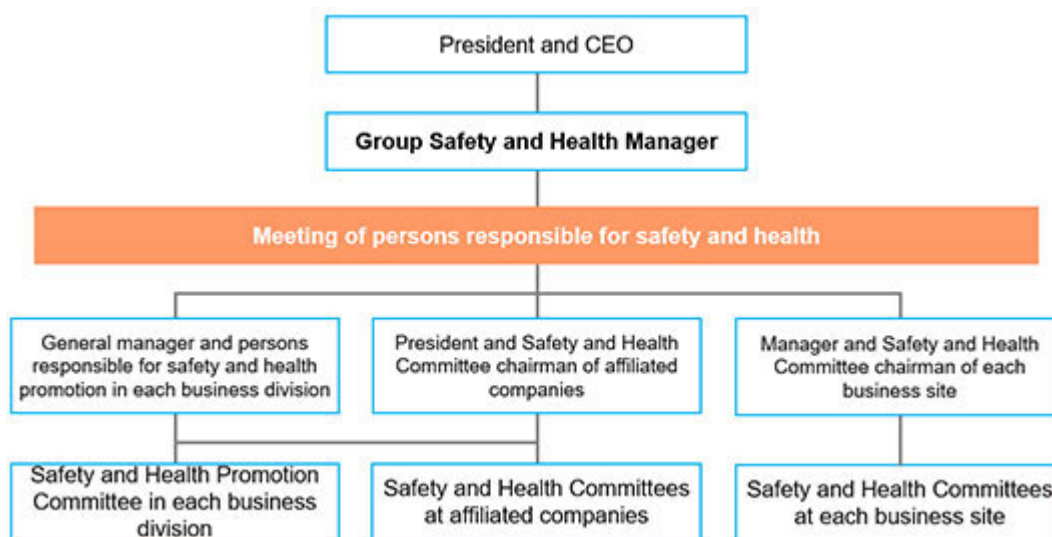 President and CEO
Group Safety and Health Manager
Meeting of persons responsible for safety and health
General manager and persons
responsible for safety and health
promotion in each business division
President and Safety and Health
Committee chairman of affiliated
companies
Manager and Safety and Health
Committee chairman of each
business site
Safety and Health Promotion
Committee in each business
division
Safety and Health Committees
at affiliated companies
Safety and Health Committees
at each business site